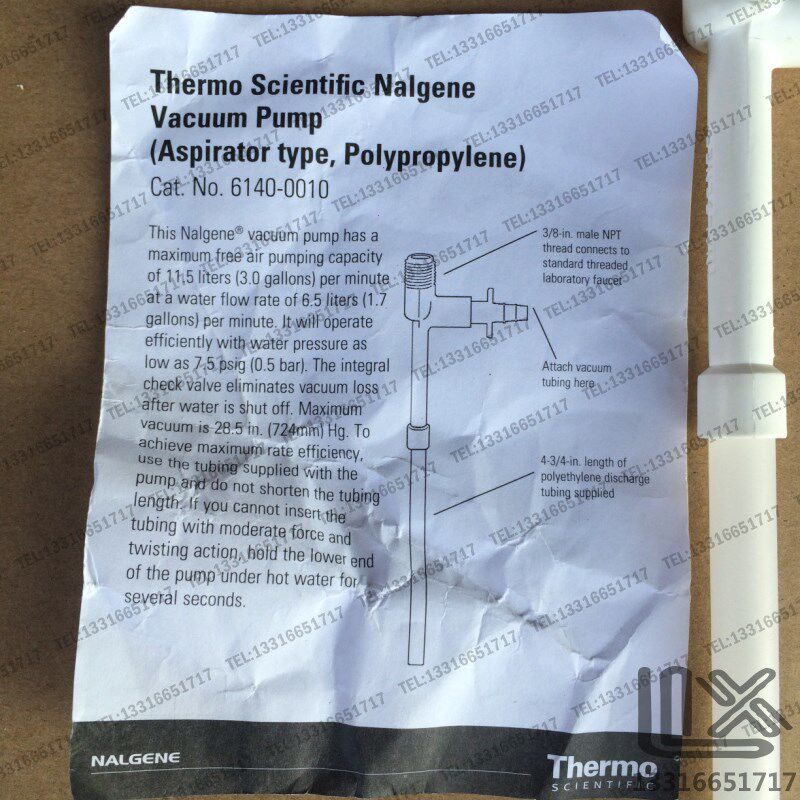 Thermo Scientific Nalgene
Vacuum Pump
(Aspirator type, Polypropylene)
Cat. No. 6140-0010
This Nalgene® vacuum pump has a
maximum free air pumping capacity
of 11.5 liters (3.0 gallons) per minute
at a water flow rate of 6.5 liters (1.7
gallons) per minute. It will operate
efficiently with water pressure as
low as 7.5 psig (0.5 bar). The integral
check valve eliminates vacuum loss
after water is shut off. Maximum
vacuum is 28.5 in. (724mm) Hg. To
achieve maximum rate efficiency,
use the tubing supplied with the
pump and do not shorten the tubing
length. If you cannot insert the
tubing with moderate force and
twisting action, hold the lower end
of the pump under hot water for
several seconds.
3/8-in. male NPT
thread connects to
standard threaded
laboratory faucer
Attach vacuum
tubing here
4-3/4-in. length of
polyethylene discharge
tubing supplied
NALGENE
Thermo
SCIENTIFIC
TEL:13316651717
13316651717